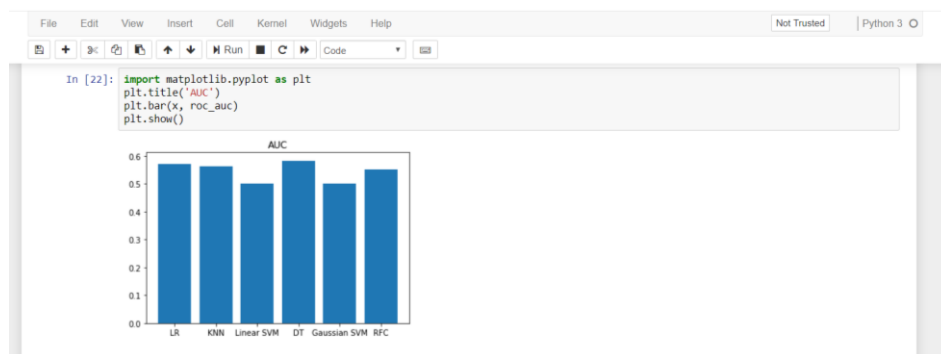 File Edit View Insert Cell Kernel Widgets Help Not Trusted Python 3
Run Code
In [22]: import matplotlib.pyplot as plt
plt.title('AUC')
plt.bar(x, roc_auc)
plt.show()
AUC
0.6
0.5
0.4
0.3
0.2
0.1
0.0
LR KNN Linear SVM DT Gaussian SVM RFC